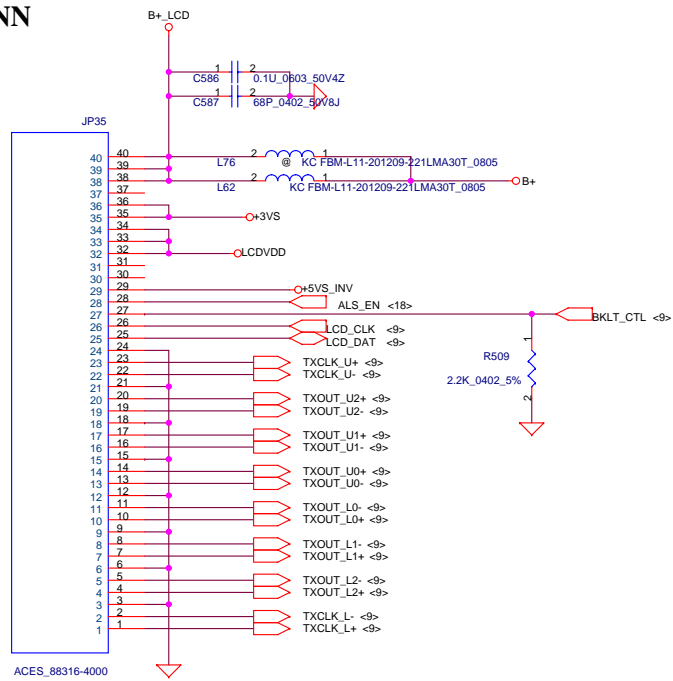 NN
B+_LCD
1 2
C586 0.1U_0603_50V4Z
1 2
C587 68P_0402_50V8J
JP35
40 40 2 1
L76 @ KC FBM-L11-201209-221LMA30T_0805
39 39
38 38 2 1 B+
L62 KC FBM-L11-201209-221LMA30T_0805
37 37
36 36
35 35 +3VS
34 34
33 33
32 32 LCDVDD
31 31
30 30
29 29 +5VS_INV
28 28 ALS_EN <18>
27 27 BKLT_CTL <9>
26 26 LCD_CLK <9>
25 25 LCD_DAT <9>
1
R509
2.2K_0402_5%
2
24 24
23 23 TXCLK_U+ <9>
22 22 TXCLK_U- <9>
21 21
20 20 TXOUT_U2+ <9>
19 19 TXOUT_U2- <9>
18 18
17 17 TXOUT_U1+ <9>
16 16 TXOUT_U1- <9>
15 15
14 14 TXOUT_U0+ <9>
13 13 TXOUT_U0- <9>
12 12
11 11 TXOUT_L0- <9>
10 10 TXOUT_L0+ <9>
9 9
8 8 TXOUT_L1- <9>
7 7 TXOUT_L1+ <9>
6 6
5 5 TXOUT_L2- <9>
4 4 TXOUT_L2+ <9>
3 3
2 2 TXCLK_L- <9>
1 1 TXCLK_L+ <9>
ACES_88316-4000